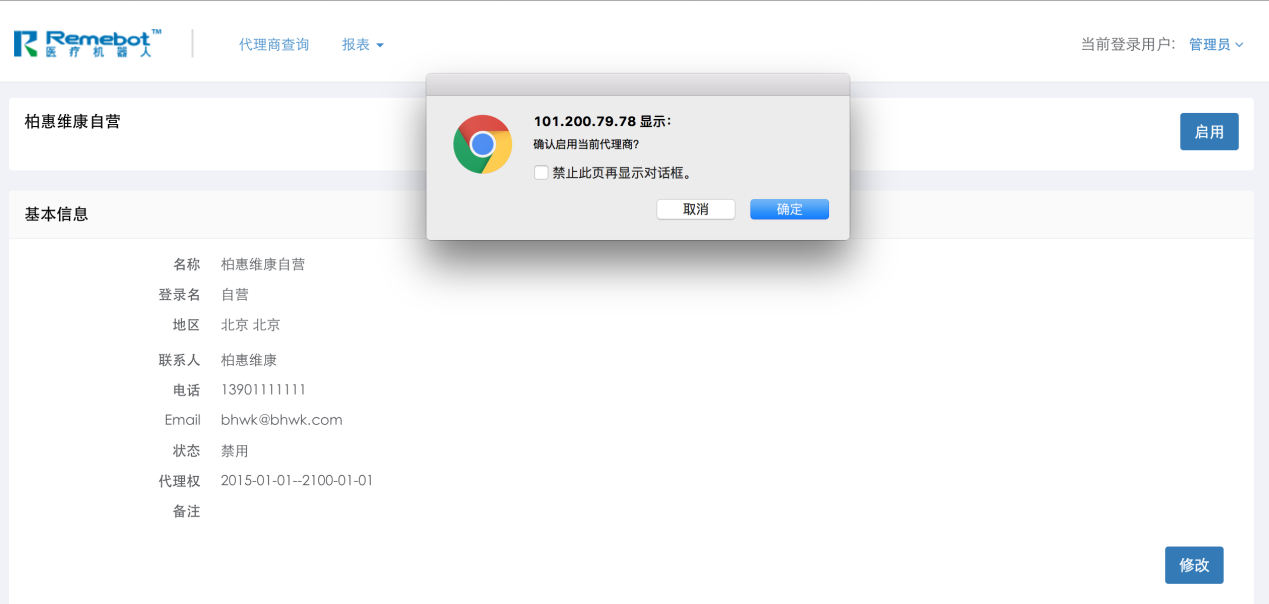 Remebot™
医疗机器人
代理商查询
报表
当前登录用户：
管理员
柏惠维康自营
启用
101.200.79.78 显示：
确认启用当前代理商?
禁止此页再显示对话框。
取消
确定
基本信息
名称 柏惠维康自营
登录名 自营
地区 北京 北京
联系人 柏惠维康
电话 13901111111
Email bhwk@bhwk.com
状态 禁用
代理权 2015-01-01--2100-01-01
备注
修改